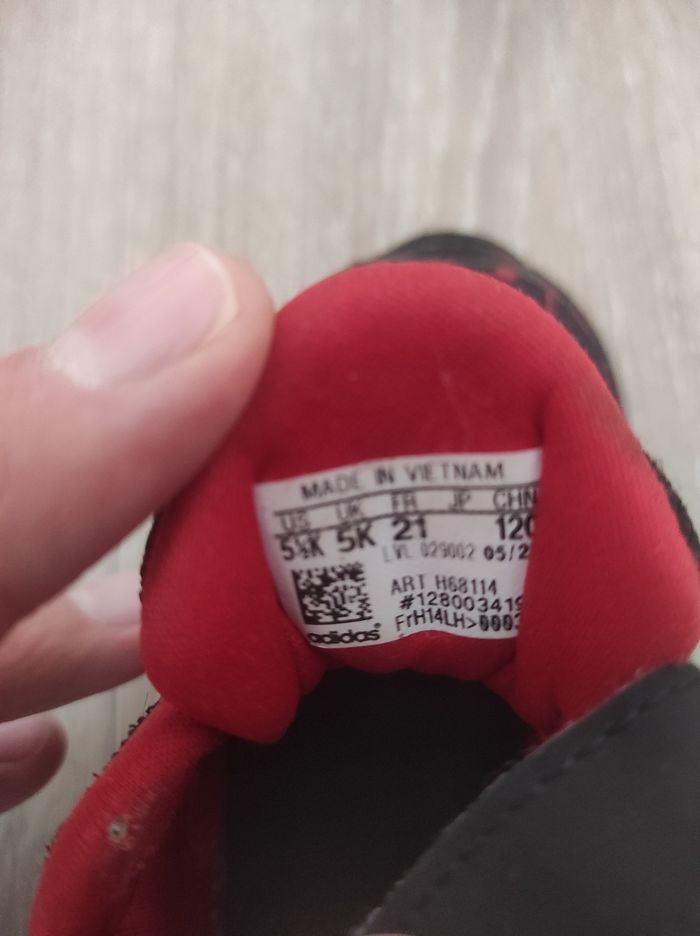 MADE IN VIETNAM
US UK FR JP CHN
5½K 5K 21 120
LVL 029002 05/2
ART H68114
#128003419
FrH14LH>0003
adidas®